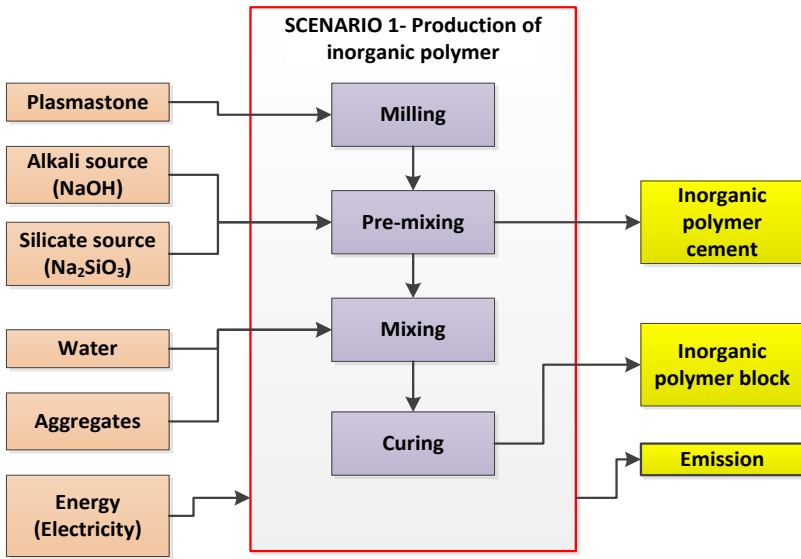 SCENARIO 1- Production of
inorganic polymer
Plasmastone
Milling
Alkali source
(NaOH)
Silicate source
(Na₂SiO₃)
Pre-mixing
Inorganic
polymer
cement
Water
Aggregates
Mixing
Inorganic
polymer block
Curing
Emission
Energy
(Electricity)